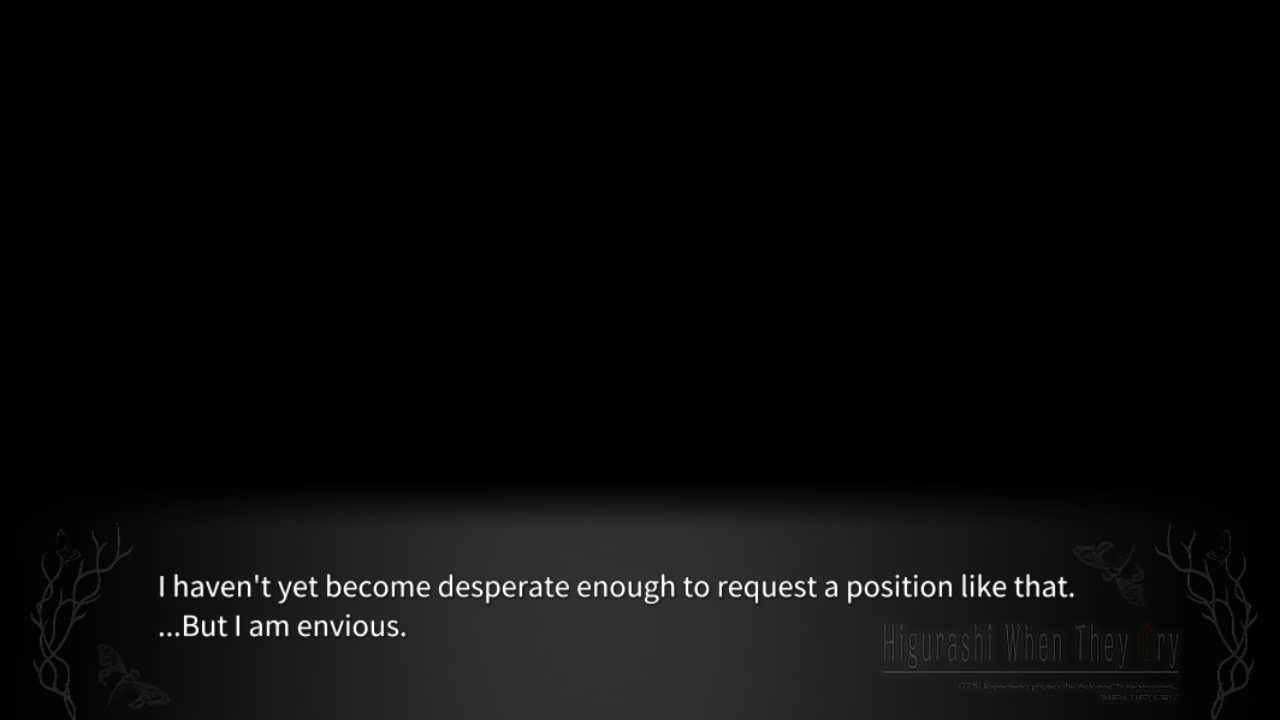 I haven't yet become desperate enough to request a position like that.
...But I am envious.
Higurashi When They Cry